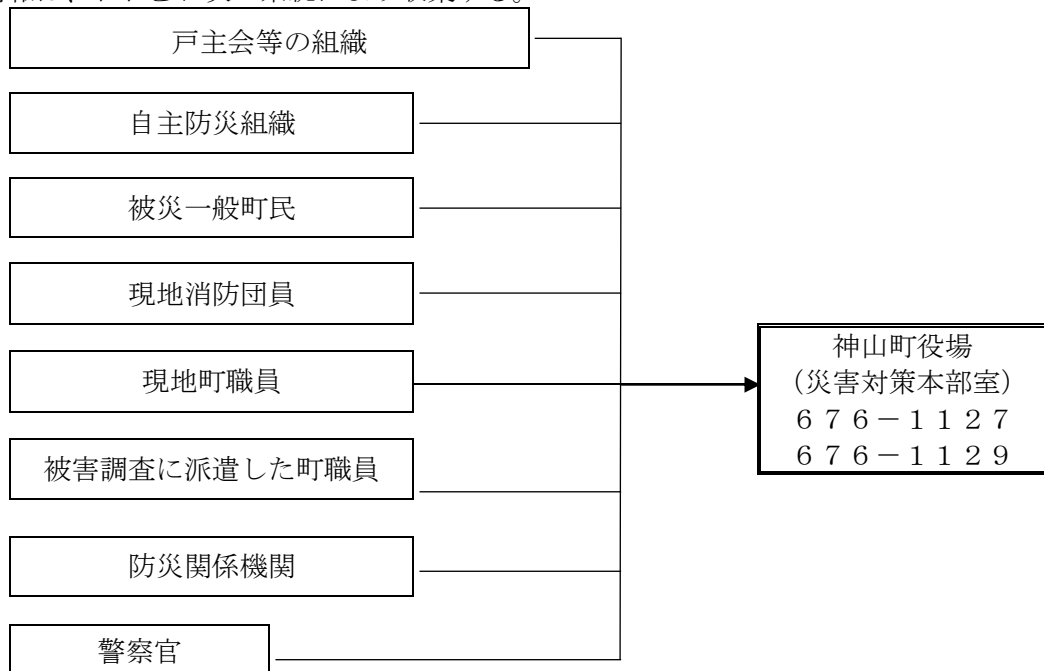 戸主会等の組織
自主防災組織
被災一般町民
現地消防団員
現地町職員
被害調査に派遣した町職員
防災関係機関
警察官
神山町役場
（災害対策本部室）
６７６－１１２７
６７６－１１２９